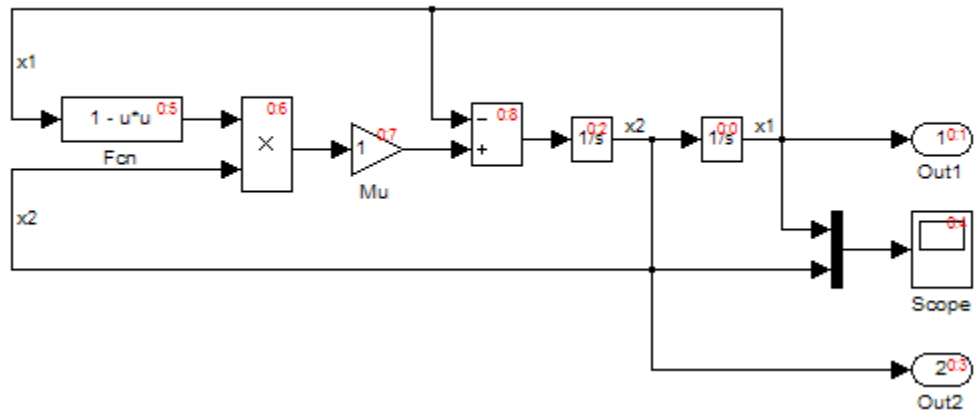 x1
1 - u*u 0:5
Fcn
0:6
×
1 0:7
Mu
0:8
−
+
1/s 0:2
x2
1/s 0:0
x1
1 0:1
Out1
x2
0:4
Scope
2 0:3
Out2